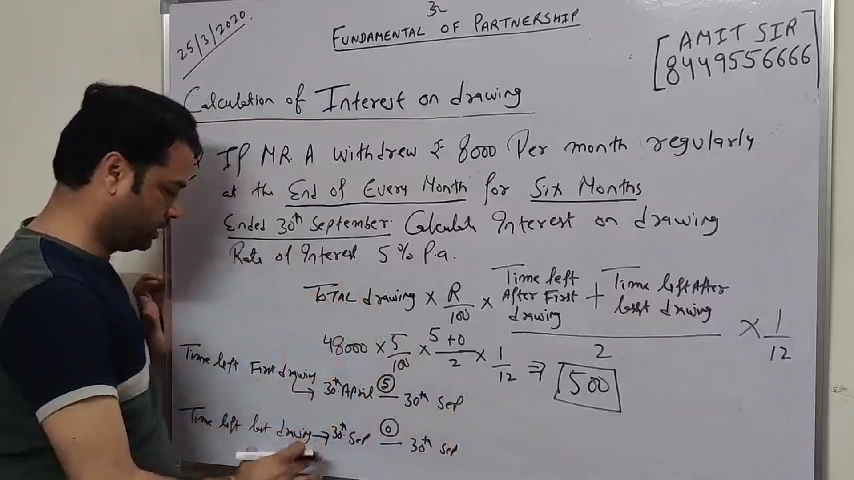 32
25/3/2020.
FUNDAMENTAL OF PARTNERSHIP
[AMIT SIR
8449556666]
Calculation of Interest on drawing
If MR. A withdrew ₹ 8000 Per month regularly
at the End of Every Month for Six Months
Ended 30th September Calculate Interest on drawing
Rate of Interest 5% P.a.
TOTAL drawing × R/100 × (Time left After First drawing + Time left After last drawing)/2 × 1/12
48000 × 5/100 × (5+0)/2 × 1/12 ⇒ 500
Time left First drawing
→ 30th April —(5)— 30th Sep
Time left last drawing → 30th Sep —(0)— 30th Sep